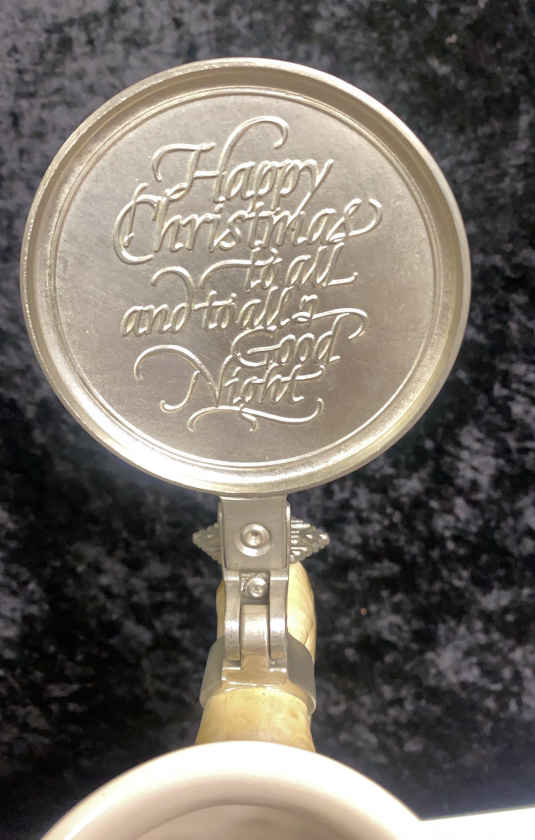 Happy
Christmas
to all
and to all a
Good
Night